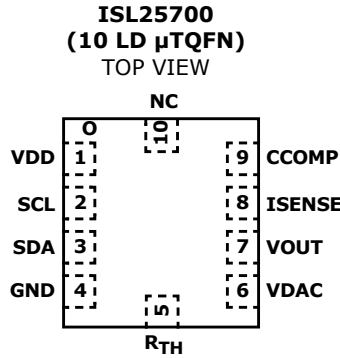 ISL25700
(10 LD µTQFN)
TOP VIEW
NC
O
10
VDD 1
9 CCOMP
SCL 2
8 ISENSE
SDA 3
7 VOUT
GND 4
6 VDAC
5
RTH